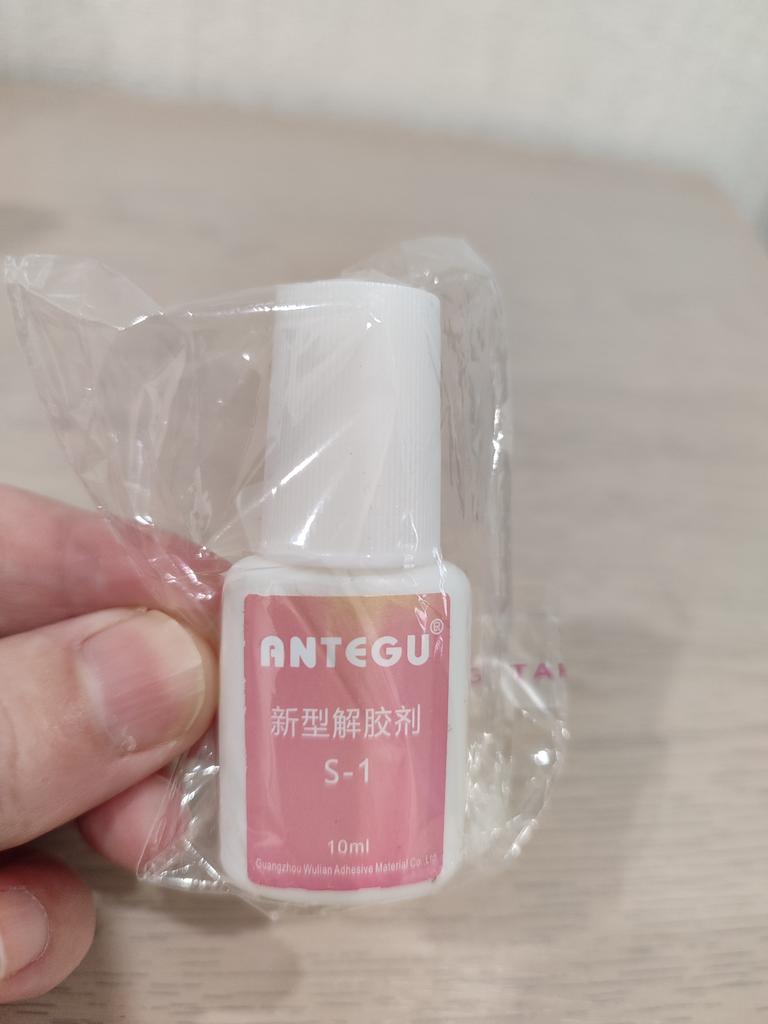 ANTEGU®
新型解胶剂
S-1
10ml
Guangzhou Wulian Adhesive Material Co. Ltd